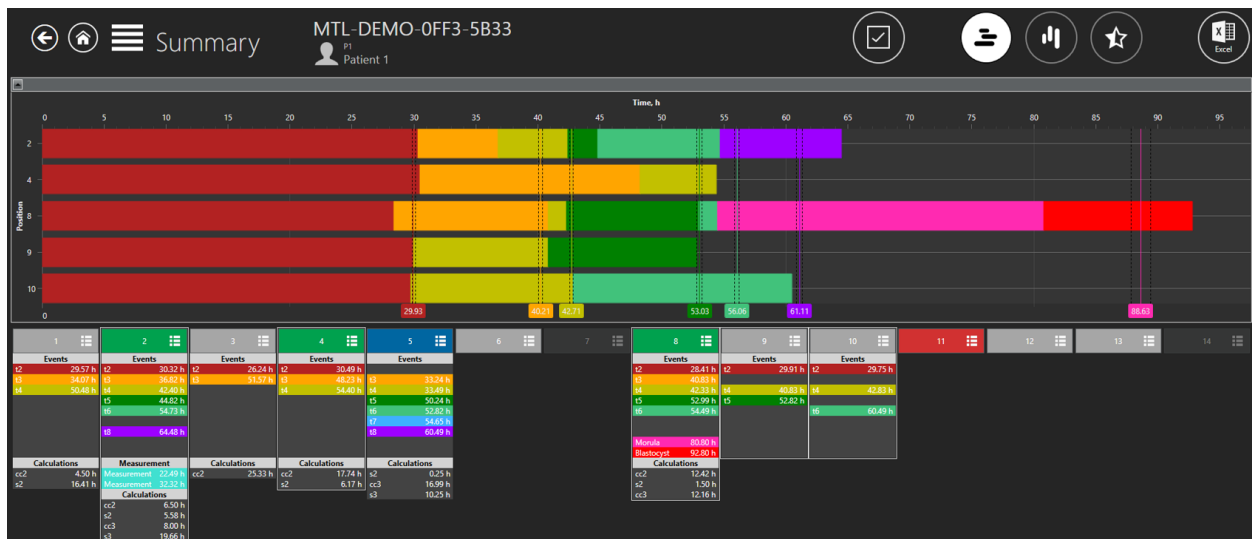 Summary
MTL-DEMO-0FF3-5B33
P1
Patient 1
Excel
Time, h
0 5 10 15 20 25 30 35 40 45 50 55 60 65 70 75 80 85 90 95
Position
2
4
8
9
10
0
29.93 40.21 42.71 53.03 56.06 61.11 88.63
1 2 3 4 5 6 7 8 9 10 11 12 13 14
Events Events Events Events Events Events Events Events
t2 29.57 h t2 30.32 h t2 26.24 h t2 30.49 h t2 28.41 h t2 29.91 h t2 29.75 h
t3 34.07 h t3 36.82 h t3 51.57 h t3 48.23 h t3 33.24 h t3 40.83 h
t4 50.48 h t4 42.40 h t4 54.40 h t4 33.49 h t4 42.33 h t4 40.83 h t4 42.83 h
t5 44.82 h t5 50.24 h t5 52.99 h t5 52.82 h
t6 54.73 h t6 52.82 h t6 54.49 h t6 60.49 h
t7 54.65 h
t8 64.48 h t8 60.49 h
Morula 80.80 h
Blastocyst 92.80 h
Calculations Measurement Calculations Calculations Calculations Calculations
cc2 4.50 h Measurement 22.49 h cc2 25.33 h cc2 17.74 h s2 0.25 h cc2 12.42 h
s2 16.41 h Measurement 32.32 h s2 6.17 h cc3 16.99 h s2 1.50 h
Calculations s3 10.25 h cc3 12.16 h
cc2 6.50 h
s2 5.58 h
cc3 8.00 h
s3 19.66 h